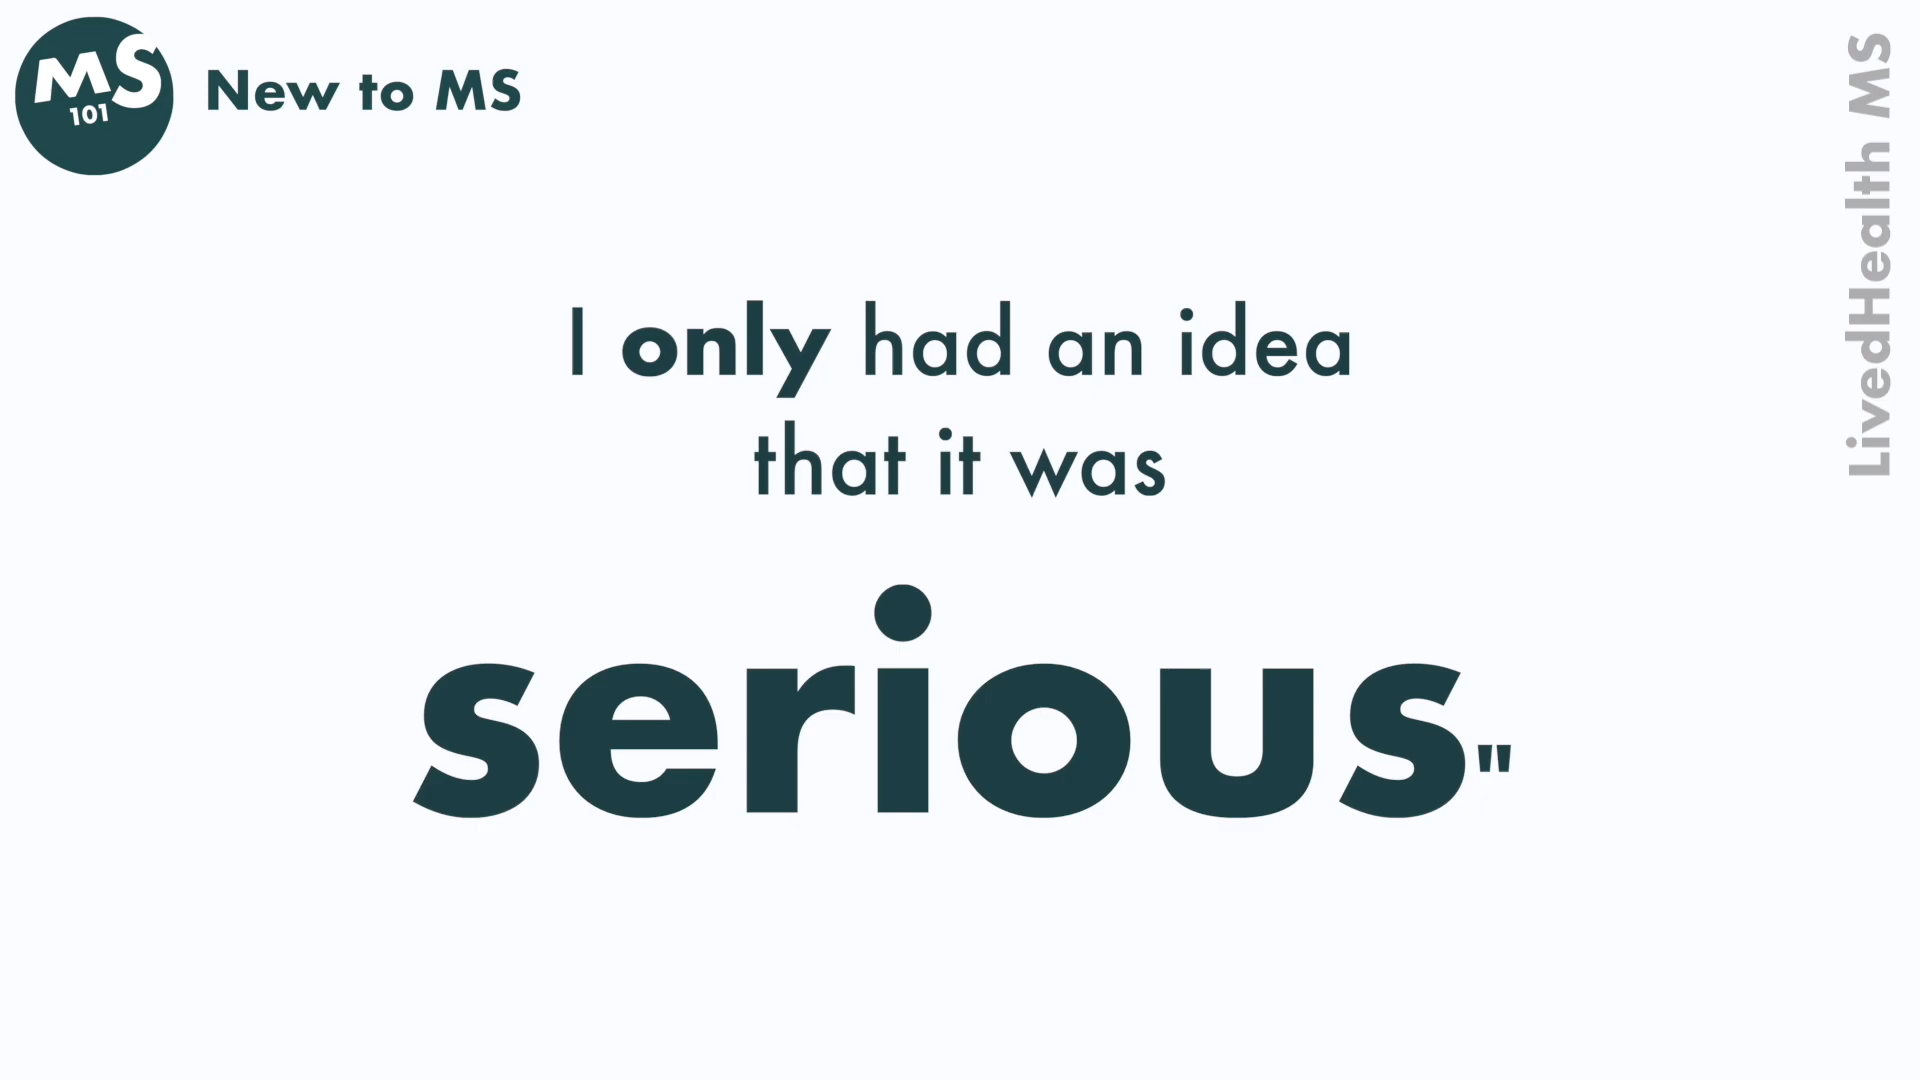 MS
101
New to MS
LivedHealth MS
I only had an idea
that it was
serious"